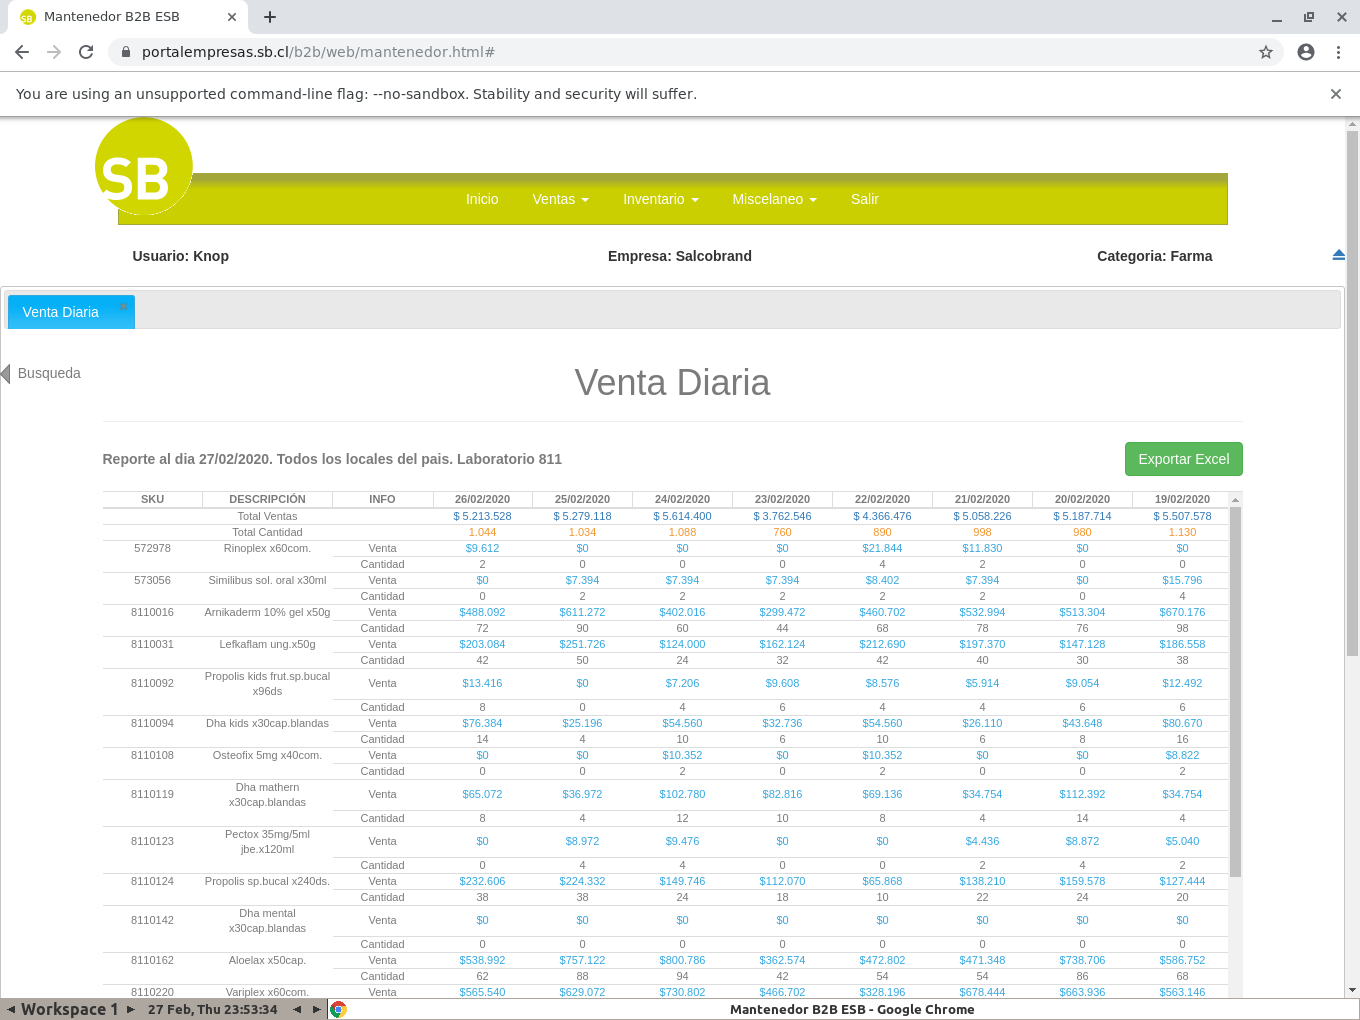 Mantenedor B2B ESB
portalempresas.sb.cl/b2b/web/mantenedor.html#
You are using an unsupported command-line flag: --no-sandbox. Stability and security will suffer.
SB
Inicio Ventas Inventario Miscelaneo Salir
Usuario: Knop Empresa: Salcobrand Categoria: Farma
Venta Diaria
Busqueda
Venta Diaria
Reporte al dia 27/02/2020. Todos los locales del pais. Laboratorio 811
Exportar Excel
SKU DESCRIPCIÓN INFO 26/02/2020 25/02/2020 24/02/2020 23/02/2020 22/02/2020 21/02/2020 20/02/2020 19/02/2020
Total Ventas $ 5.213.528 $ 5.279.118 $ 5.614.400 $ 3.762.546 $ 4.366.476 $ 5.058.226 $ 5.187.714 $ 5.507.578
Total Cantidad 1.044 1.034 1.088 760 890 998 980 1.130
572978 Rinoplex x60com. Venta $9.612 $0 $0 $0 $21.844 $11.830 $0 $0
Cantidad 2 0 0 0 4 2 0 0
573056 Similibus sol. oral x30ml Venta $0 $7.394 $7.394 $7.394 $8.402 $7.394 $0 $15.796
Cantidad 0 2 2 2 2 2 0 4
8110016 Arnikaderm 10% gel x50g Venta $488.092 $611.272 $402.016 $299.472 $460.702 $532.994 $513.304 $670.176
Cantidad 72 90 60 44 68 78 76 98
8110031 Lefkaflam ung.x50g Venta $203.084 $251.726 $124.000 $162.124 $212.690 $197.370 $147.128 $186.558
Cantidad 42 50 24 32 42 40 30 38
8110092 Propolis kids frut.sp.bucal x96ds Venta $13.416 $0 $7.206 $9.608 $8.576 $5.914 $9.054 $12.492
Cantidad 8 0 4 6 4 4 6 6
8110094 Dha kids x30cap.blandas Venta $76.384 $25.196 $54.560 $32.736 $54.560 $26.110 $43.648 $80.670
Cantidad 14 4 10 6 10 6 8 16
8110108 Osteofix 5mg x40com. Venta $0 $0 $10.352 $0 $10.352 $0 $0 $8.822
Cantidad 0 0 2 0 2 0 0 2
8110119 Dha mathern x30cap.blandas Venta $65.072 $36.972 $102.780 $82.816 $69.136 $34.754 $112.392 $34.754
Cantidad 8 4 12 10 8 4 14 4
8110123 Pectox 35mg/5ml jbe.x120ml Venta $0 $8.972 $9.476 $0 $0 $4.436 $8.872 $5.040
Cantidad 0 4 4 0 0 2 4 2
8110124 Propolis sp.bucal x240ds. Venta $232.606 $224.332 $149.746 $112.070 $65.868 $138.210 $159.578 $127.444
Cantidad 38 38 24 18 10 22 24 20
8110142 Dha mental x30cap.blandas Venta $0 $0 $0 $0 $0 $0 $0 $0
Cantidad 0 0 0 0 0 0 0 0
8110162 Aloelax x50cap. Venta $538.992 $757.122 $800.786 $362.574 $472.802 $471.348 $738.706 $586.752
Cantidad 62 88 94 42 54 54 86 68
8110220 Variplex x60com. Venta $565.540 $629.072 $730.802 $466.702 $328.196 $678.444 $663.936 $563.146
Workspace 1 27 Feb, Thu 23:53:34 Mantenedor B2B ESB - Google Chrome